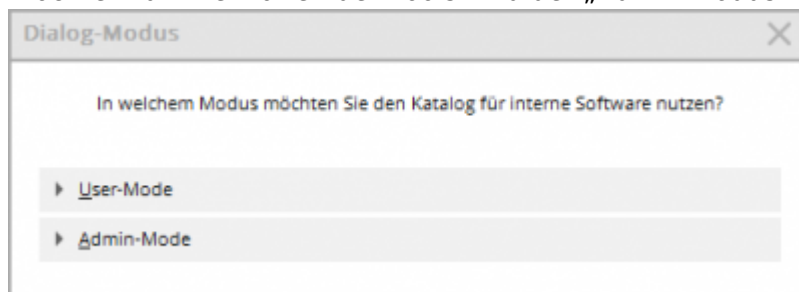 Dialog-Modus
In welchem Modus möchten Sie den Katalog für interne Software nutzen?
User-Mode
Admin-Mode